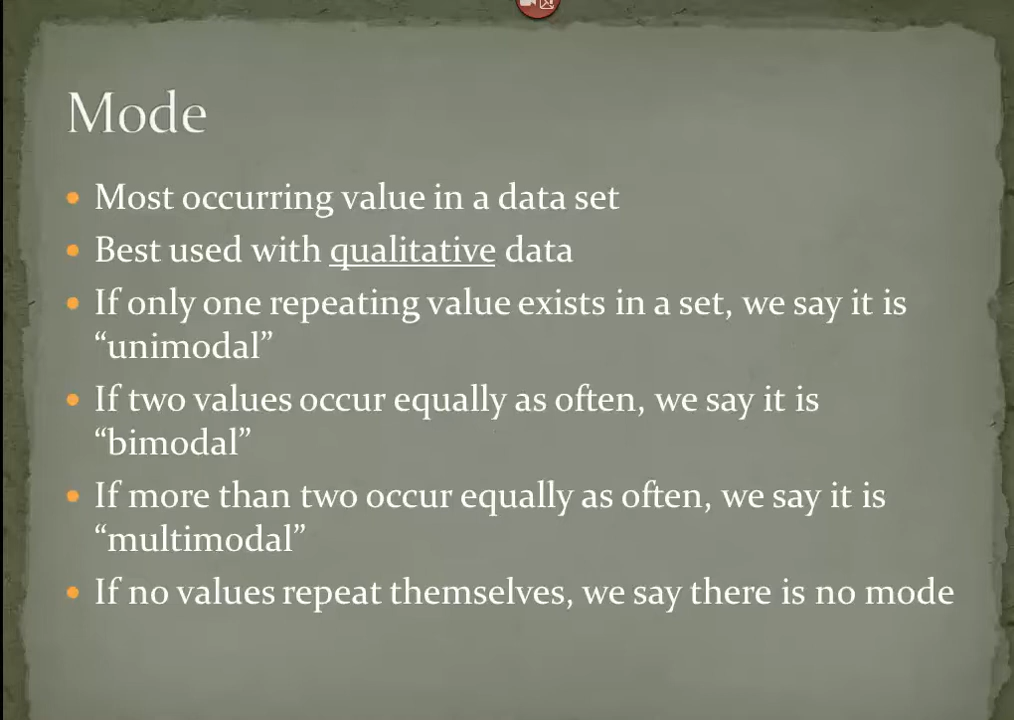 Mode
• Most occurring value in a data set
• Best used with qualitative data
• If only one repeating value exists in a set, we say it is
“unimodal”
• If two values occur equally as often, we say it is
“bimodal”
• If more than two occur equally as often, we say it is
“multimodal”
• If no values repeat themselves, we say there is no mode